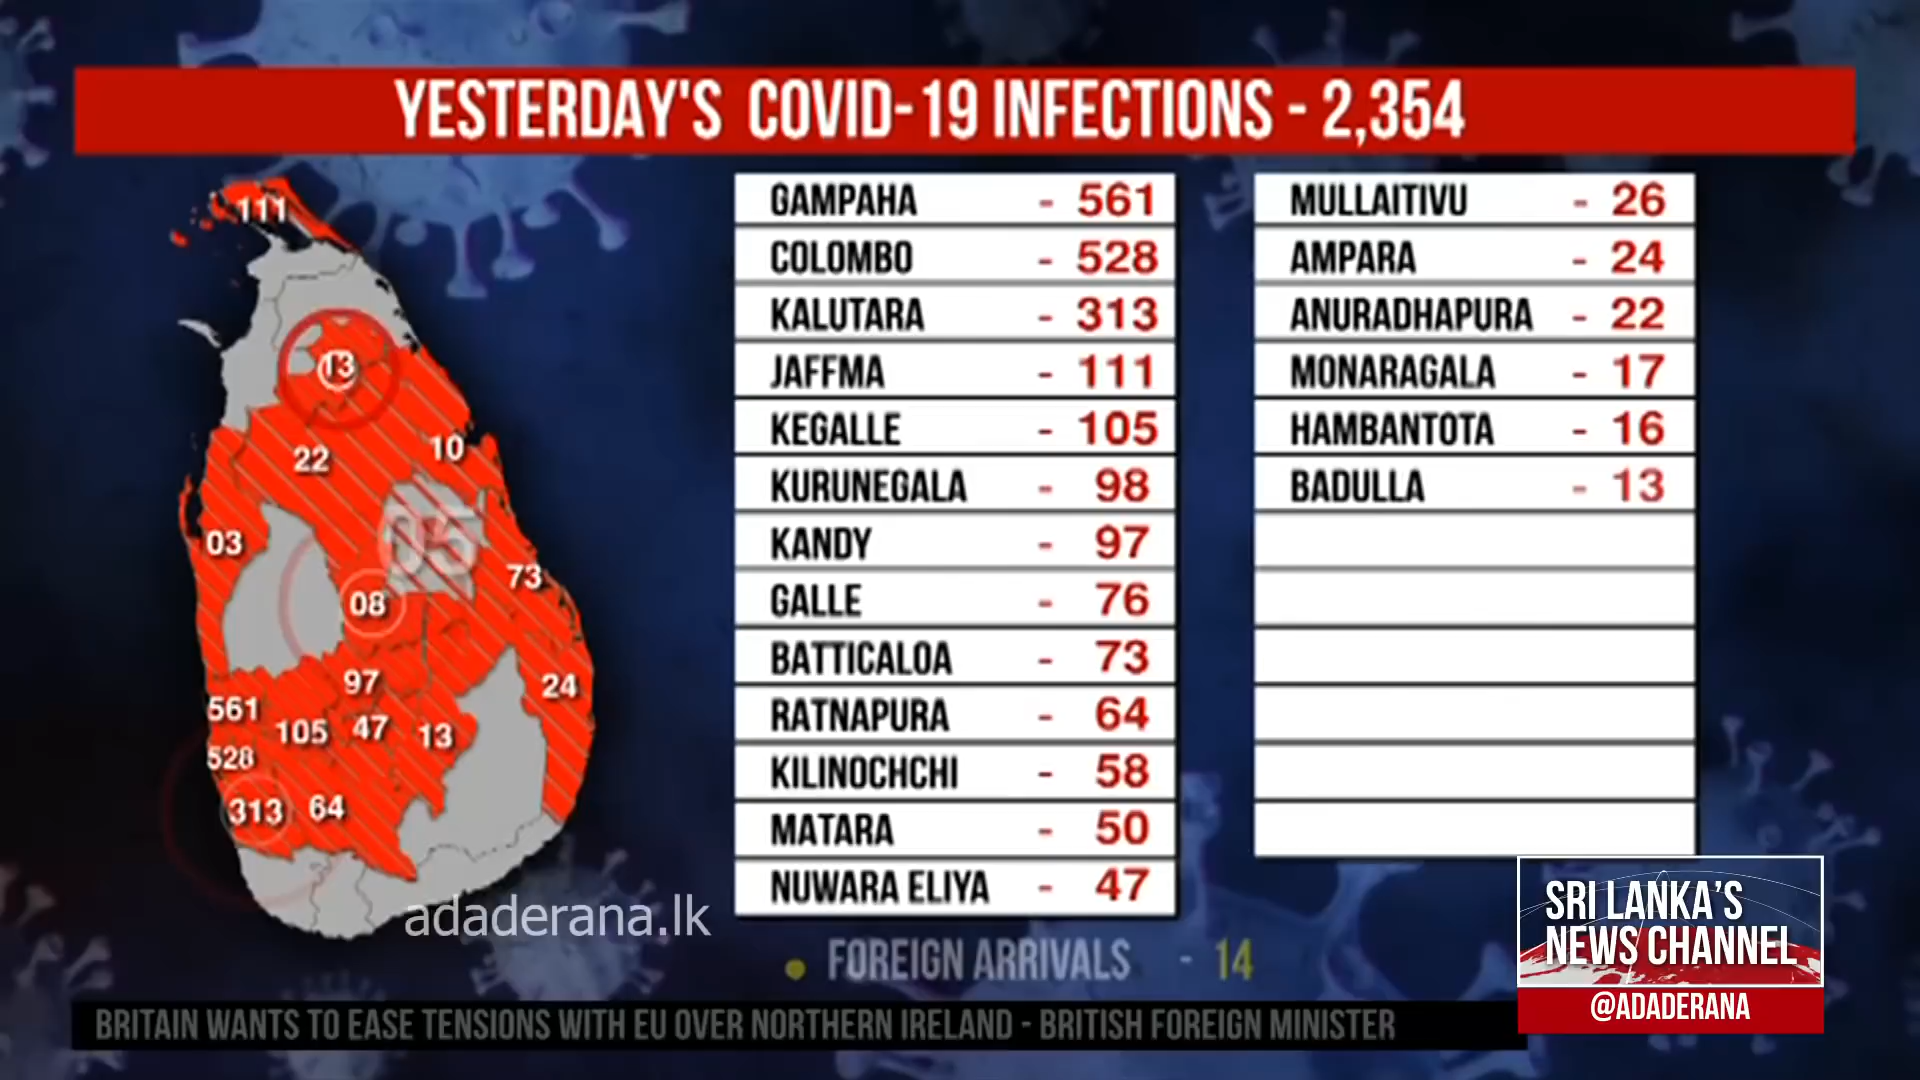 YESTERDAY'S COVID-19 INFECTIONS - 2,354
GAMPAHA - 561
COLOMBO - 528
KALUTARA - 313
JAFFMA - 111
KEGALLE - 105
KURUNEGALA - 98
KANDY - 97
GALLE - 76
BATTICALOA - 73
RATNAPURA - 64
KILINOCHCHI - 58
MATARA - 50
NUWARA ELIYA - 47
MULLAITIVU - 26
AMPARA - 24
ANURADHAPURA - 22
MONARAGALA - 17
HAMBANTOTA - 16
BADULLA - 13
111
13
22
10
03
05
73
08
97
24
561
105
47
13
528
313
64
adaderana.lk
FOREIGN ARRIVALS - 14
SRI LANKA'S
NEWS CHANNEL
@ADADERANA
BRITAIN WANTS TO EASE TENSIONS WITH EU OVER NORTHERN IRELAND - BRITISH FOREIGN MINISTER